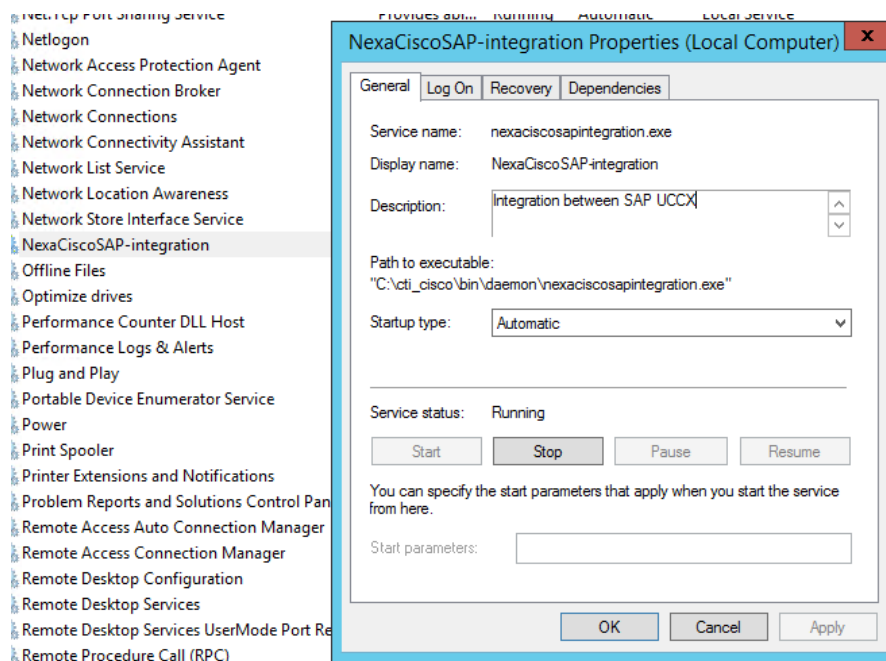 Net.Tcp Port Sharing Service Provides abi... Running Automatic Local Service
Netlogon
Network Access Protection Agent
Network Connection Broker
Network Connections
Network Connectivity Assistant
Network List Service
Network Location Awareness
Network Store Interface Service
NexaCiscoSAP-integration
Offline Files
Optimize drives
Performance Counter DLL Host
Performance Logs & Alerts
Plug and Play
Portable Device Enumerator Service
Power
Print Spooler
Printer Extensions and Notifications
Problem Reports and Solutions Control Pan
Remote Access Auto Connection Manager
Remote Access Connection Manager
Remote Desktop Configuration
Remote Desktop Services
Remote Desktop Services UserMode Port Re
Remote Procedure Call (RPC)
NexaCiscoSAP-integration Properties (Local Computer) x
General Log On Recovery Dependencies
Service name: nexaciscosapintegration.exe
Display name: NexaCiscoSAP-integration
Description: Integration between SAP UCCX
Path to executable:
"C:\cti_cisco\bin\daemon\nexaciscosapintegration.exe"
Startup type: Automatic
Service status: Running
Start Stop Pause Resume
You can specify the start parameters that apply when you start the service
from here.
Start parameters:
OK Cancel Apply